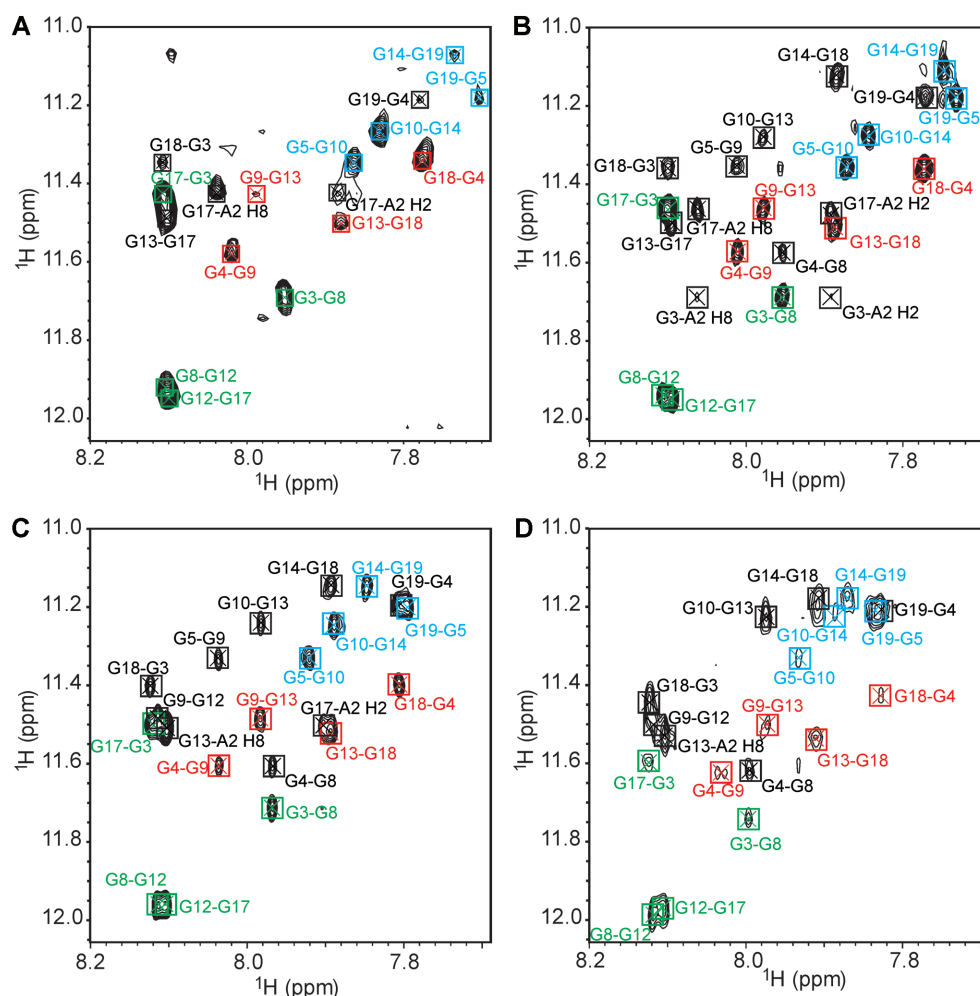 A
11.0
11.2
11.4
11.6
11.8
12.0
¹H (ppm)
G14-G19
G19-G5
G19-G4
G10-G14
G18-G3
G5-G10
G17-G3
G9-G13
G18-G4
G17-A2 H2
G17-A2 H8
G13-G18
G13-G17
G4-G9
G3-G8
G8-G12
G12-G17
8.2
8.0
7.8
¹H (ppm)
B
11.0
11.2
11.4
11.6
11.8
12.0
¹H (ppm)
G14-G19
G14-G18
G19-G4
G10-G13
G19-G5
G10-G14
G5-G9
G5-G10
G18-G3
G18-G4
G9-G13
G17-G3
G17-A2 H2
G17-A2 H8
G13-G17
G13-G18
G4-G9
G4-G8
G3-A2 H8
G3-G8
G3-A2 H2
G8-G12
G12-G17
8.2
8.0
7.8
¹H (ppm)
C
11.0
11.2
11.4
11.6
11.8
12.0
¹H (ppm)
G14-G18
G14-G19
G19-G4
G10-G13
G19-G5
G10-G14
G5-G9
G5-G10
G18-G3
G18-G4
G9-G12
G9-G13
G17-A2 H2
G17-G3
G13-A2 H8
G13-G18
G4-G9
G4-G8
G3-G8
G8-G12
G12-G17
8.2
8.0
7.8
¹H (ppm)
D
11.0
11.2
11.4
11.6
11.8
12.0
¹H (ppm)
G14-G18
G14-G19
G10-G13
G19-G4
G10-G14
G19-G5
G5-G10
G18-G3
G18-G4
G9-G13
G9-G12
G13-A2 H8
G13-G18
G17-G3
G4-G9
G4-G8
G3-G8
G12-G17
G8-G12
8.2
8.0
7.8
¹H (ppm)